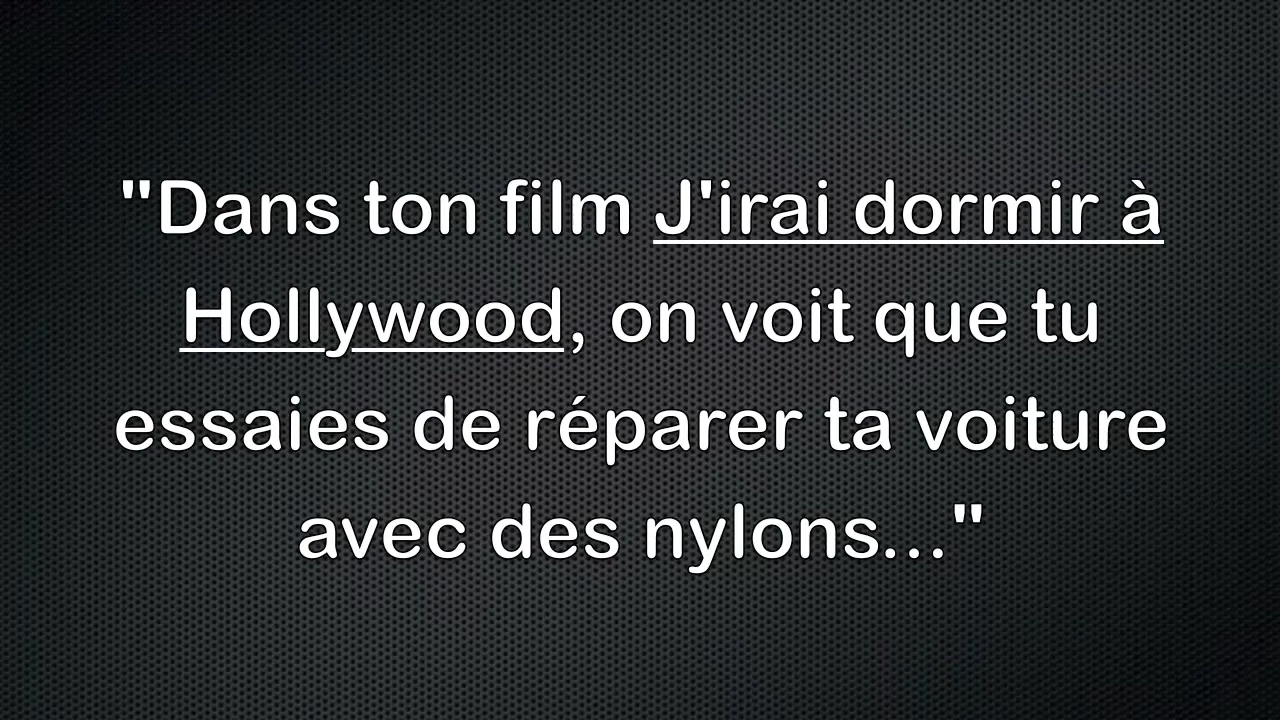 "Dans ton film J'irai dormir à
Hollywood, on voit que tu
essaies de réparer ta voiture
avec des nylons..."